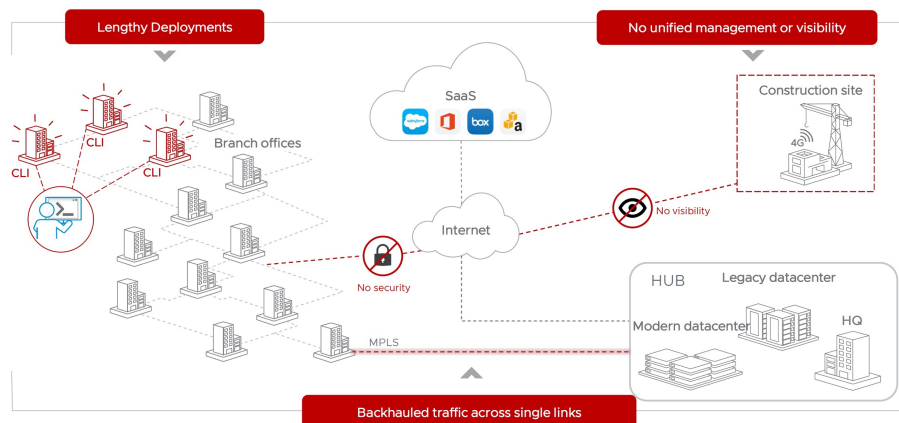 Lengthy Deployments
No unified management or visibility
SaaS
salesforce
box
a
Construction site
4G
CLI
CLI
CLI
Branch offices
Internet
No visibility
No security
HUB
Legacy datacenter
Modern datacenter
HQ
MPLS
Backhauled traffic across single links